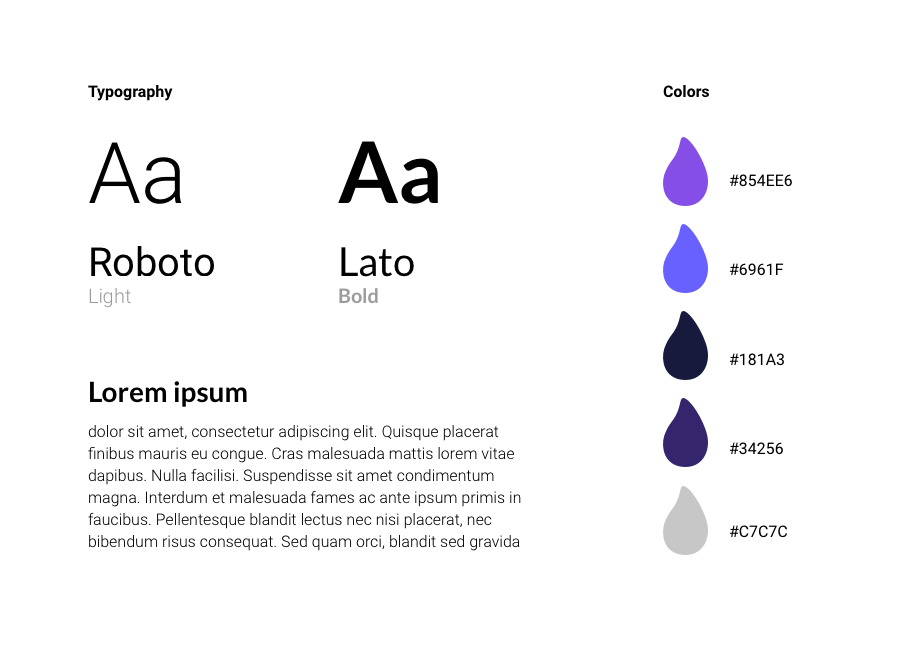 Typography
Aa
Aa
Roboto
Light
Lato
Bold
Lorem ipsum
dolor sit amet, consectetur adipiscing elit. Quisque placerat
finibus mauris eu congue. Cras malesuada mattis lorem vitae
dapibus. Nulla facilisi. Suspendisse sit amet condimentum
magna. Interdum et malesuada fames ac ante ipsum primis in
faucibus. Pellentesque blandit lectus nec nisi placerat, nec
bibendum risus consequat. Sed quam orci, blandit sed gravida
Colors
#854EE6
#6961F
#181A3
#34256
#C7C7C